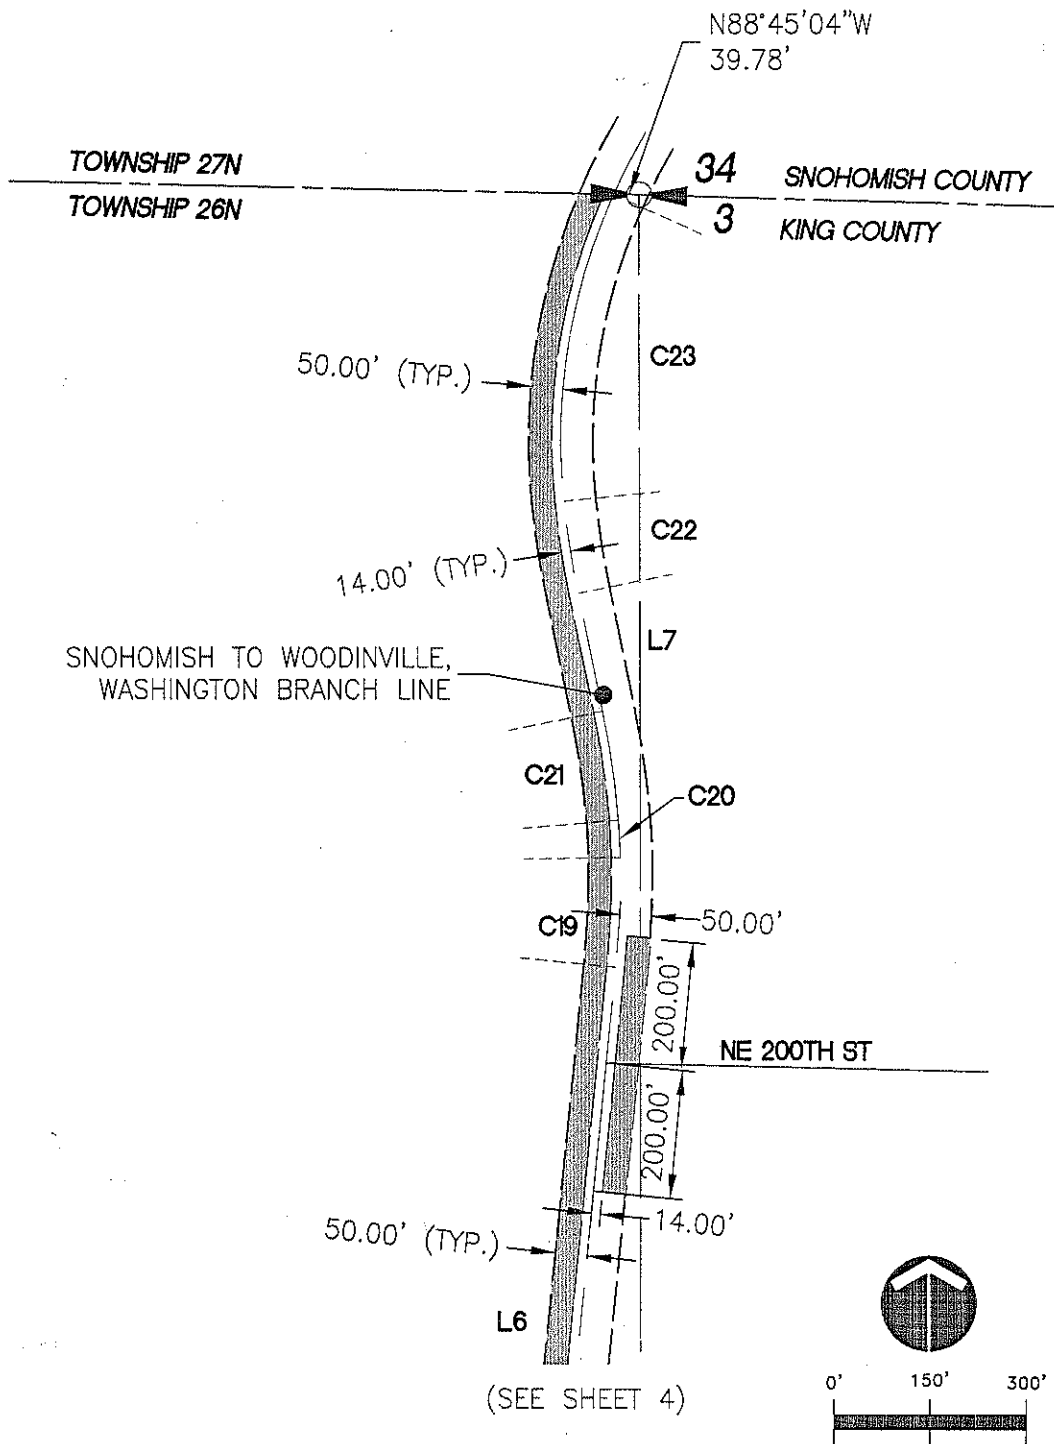 N88°45'04"W
39.78'
TOWNSHIP 27N
34
SNOHOMISH COUNTY
TOWNSHIP 26N
3
KING COUNTY
C23
50.00' (TYP.)
C22
14.00' (TYP.)
L7
SNOHOMISH TO WOODINVILLE,
WASHINGTON BRANCH LINE
C21
C20
C19
50.00'
200.00'
NE 200TH ST
200.00'
14.00'
50.00' (TYP.)
L6
(SEE SHEET 4)
0' 150' 300'